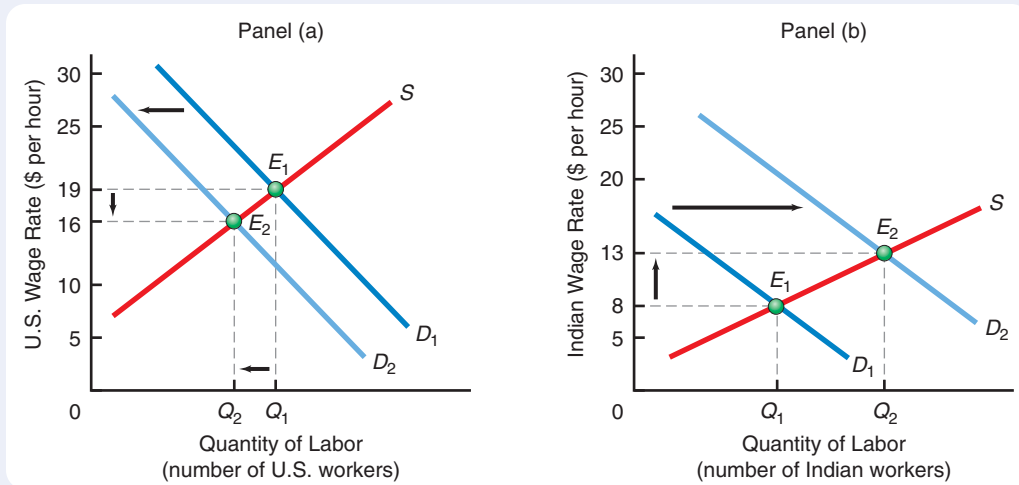 Panel (a)
U.S. Wage Rate ($ per hour)
30
25
19
16
10
5
0
S
E1
E2
D1
D2
Q2 Q1
Quantity of Labor
(number of U.S. workers)
Panel (b)
Indian Wage Rate ($ per hour)
30
25
20
13
8
5
0
S
E2
E1
D2
D1
Q1 Q2
Quantity of Labor
(number of Indian workers)